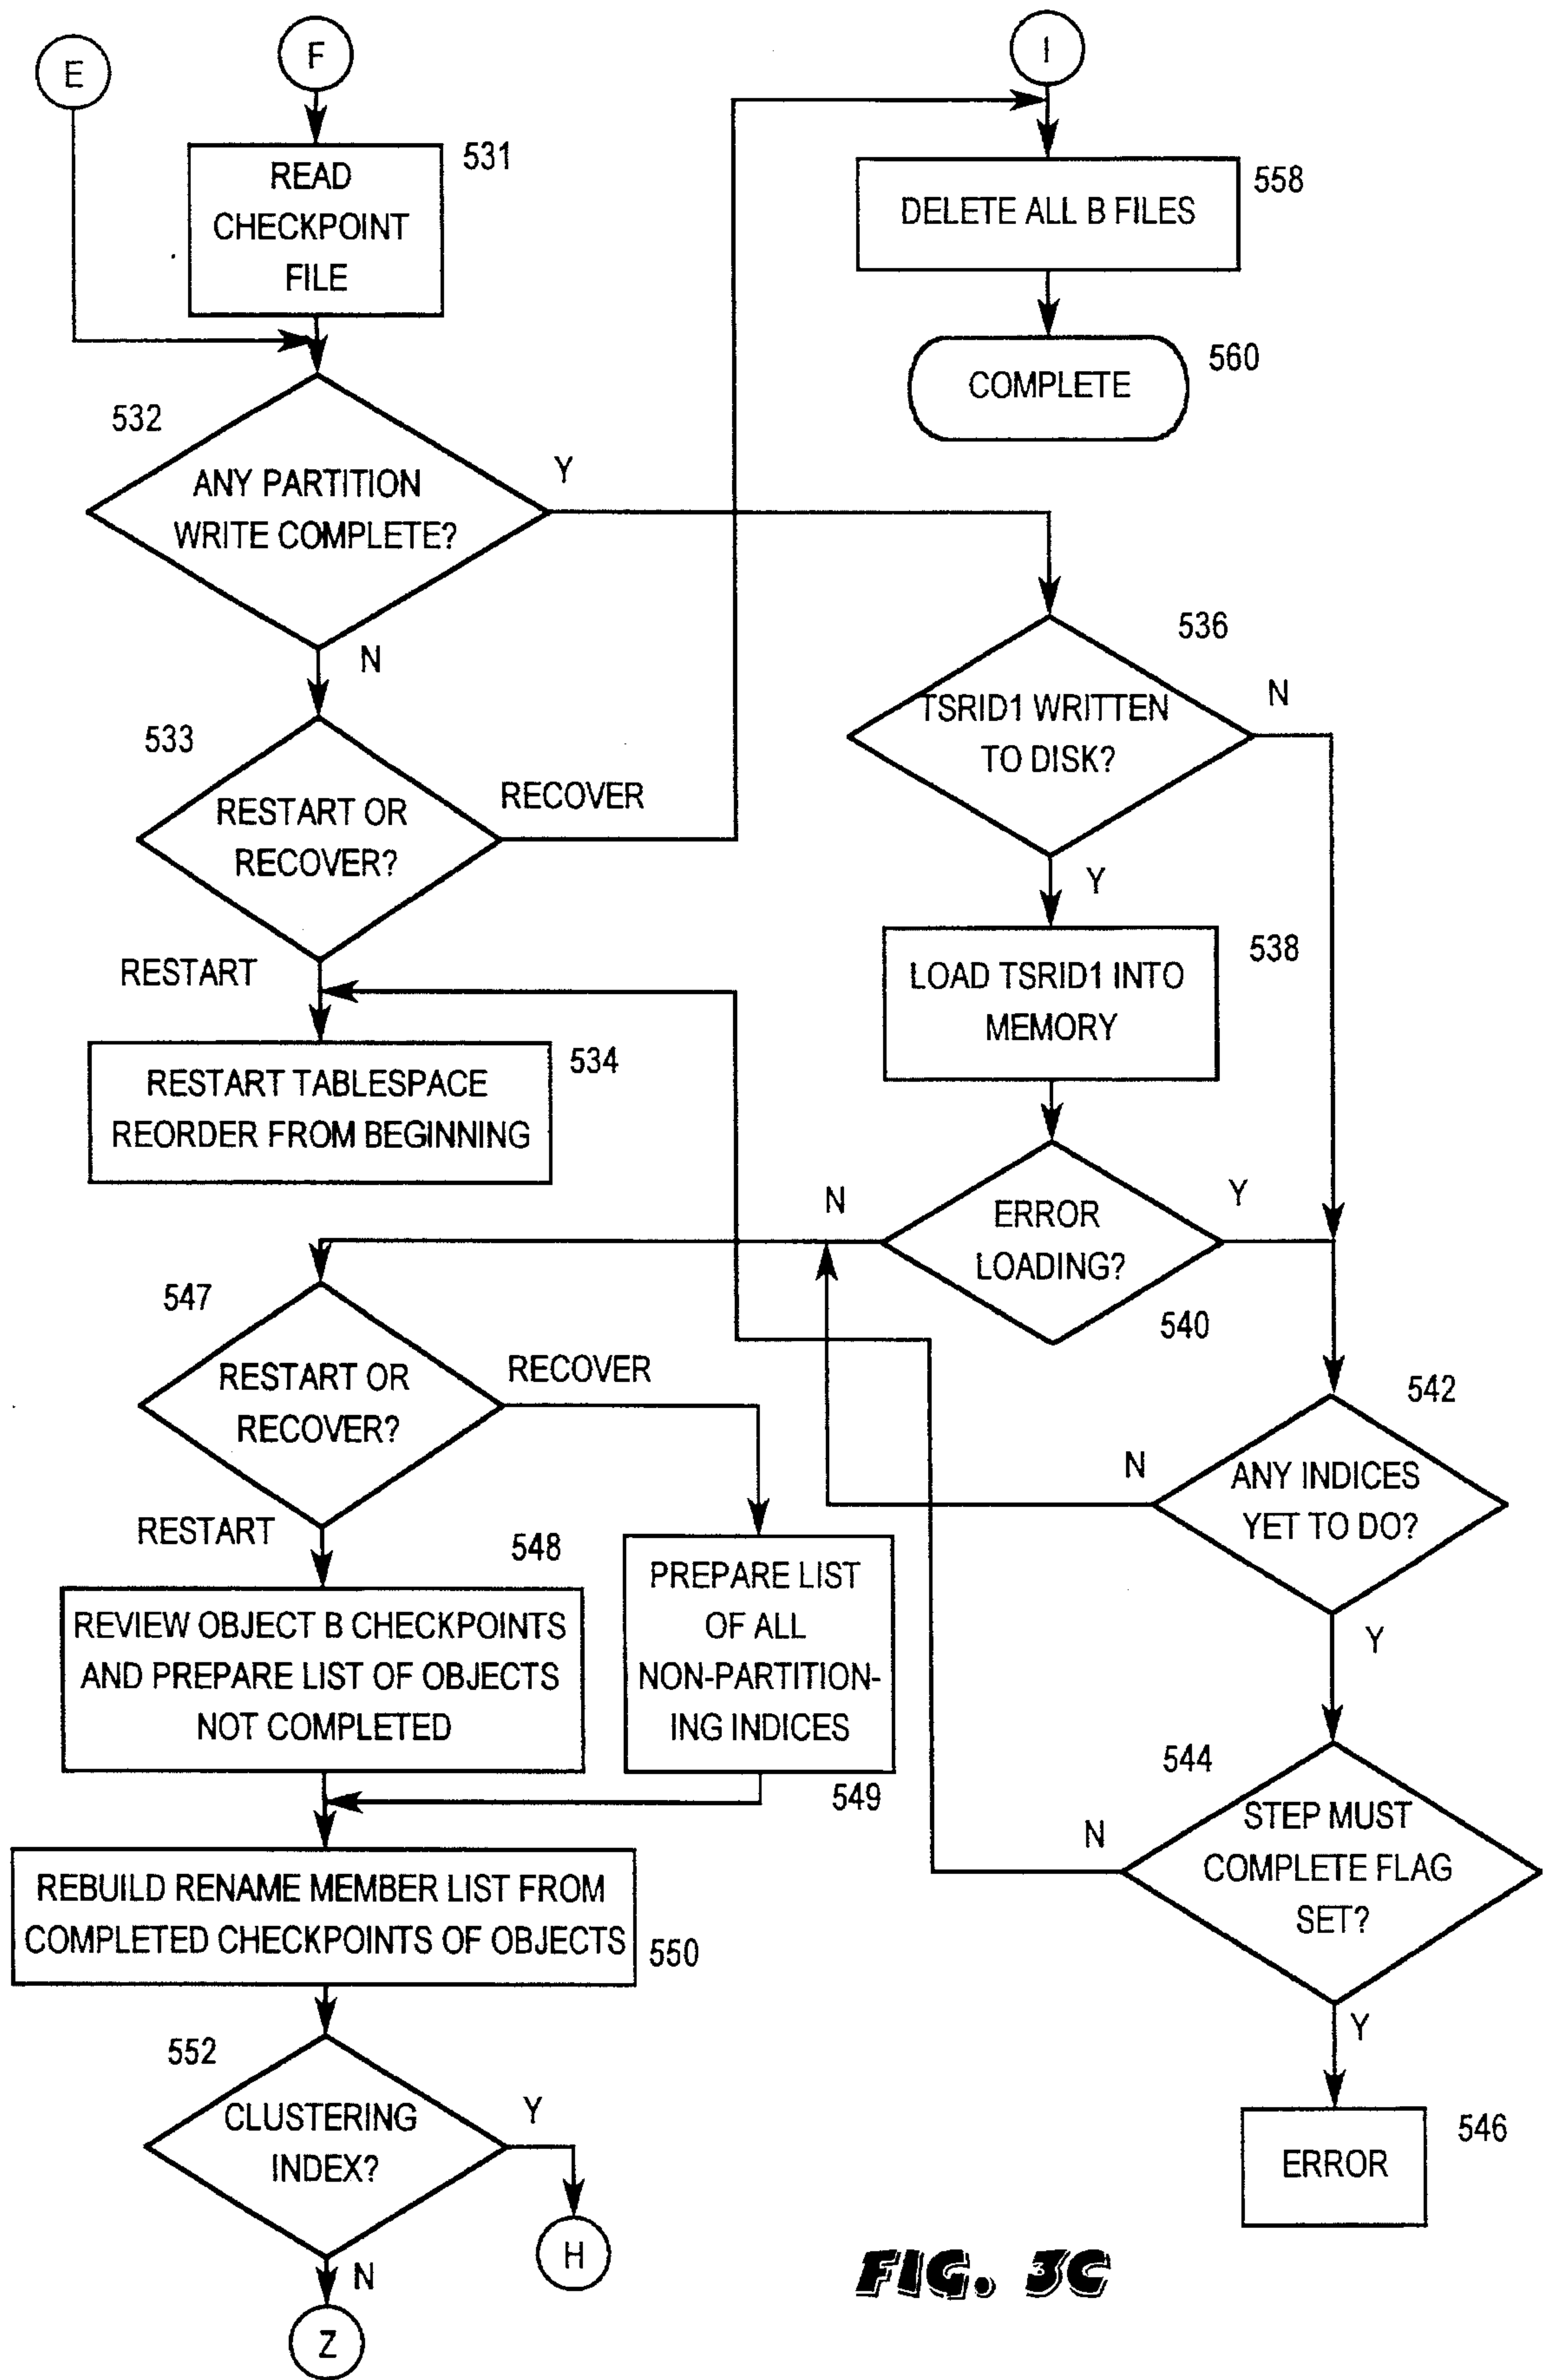 E
F
I
READ
CHECKPOINT
FILE
531
DELETE ALL B FILES
558
COMPLETE
560
532
ANY PARTITION
WRITE COMPLETE?
Y
N
536
TSRID1 WRITTEN
TO DISK?
N
Y
533
RESTART OR
RECOVER?
RECOVER
RESTART
538
LOAD TSRID1 INTO
MEMORY
534
RESTART TABLESPACE
REORDER FROM BEGINNING
N
ERROR
LOADING?
Y
540
547
RESTART OR
RECOVER?
RECOVER
RESTART
542
ANY INDICES
YET TO DO?
N
Y
548
REVIEW OBJECT B CHECKPOINTS
AND PREPARE LIST OF OBJECTS
NOT COMPLETED
PREPARE LIST
OF ALL
NON-PARTITION-
ING INDICES
549
544
STEP MUST
COMPLETE FLAG
SET?
N
Y
REBUILD RENAME MEMBER LIST FROM
COMPLETED CHECKPOINTS OF OBJECTS
550
552
CLUSTERING
INDEX?
Y
N
H
Z
ERROR
546
FIG. 3C